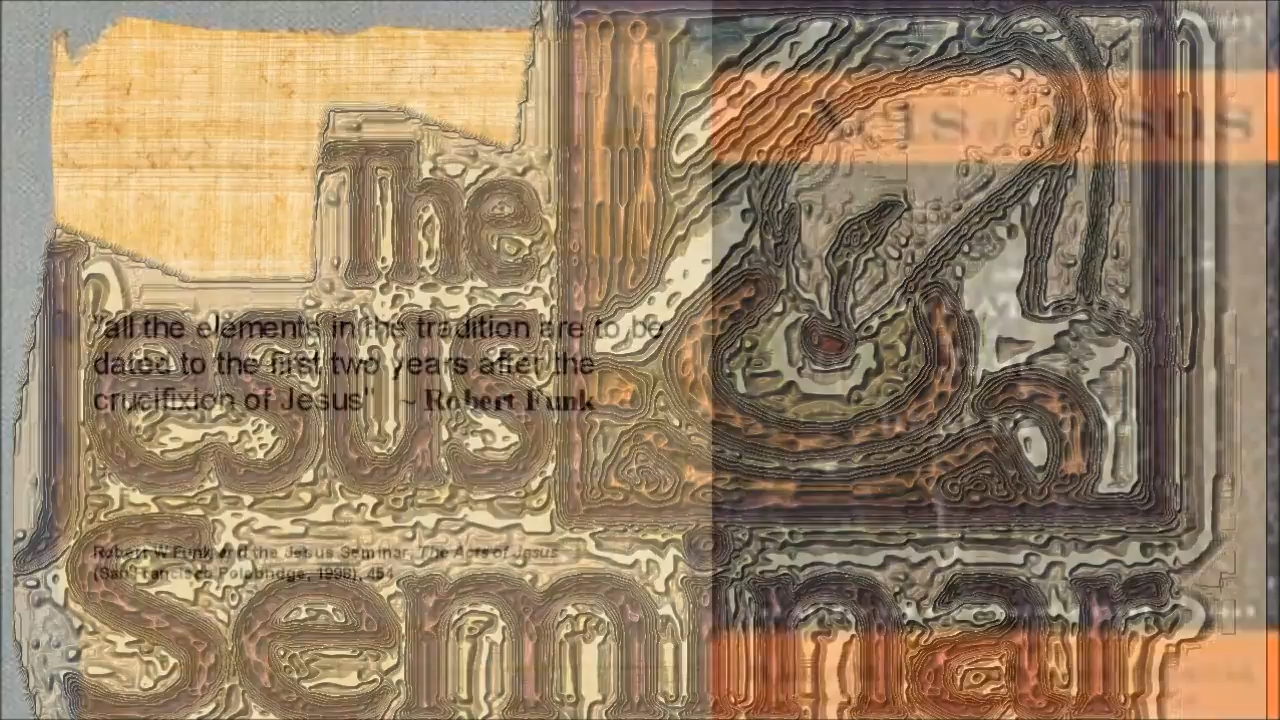 The
Jesus
"all the elements in the tradition are to be
dated to the first two years after the
crucifixion of Jesus" ~ Robert Funk
Robert W Funk and the Jesus Seminar, The Acts of Jesus
(San Francisco Polebridge, 1998), 454
Seminar